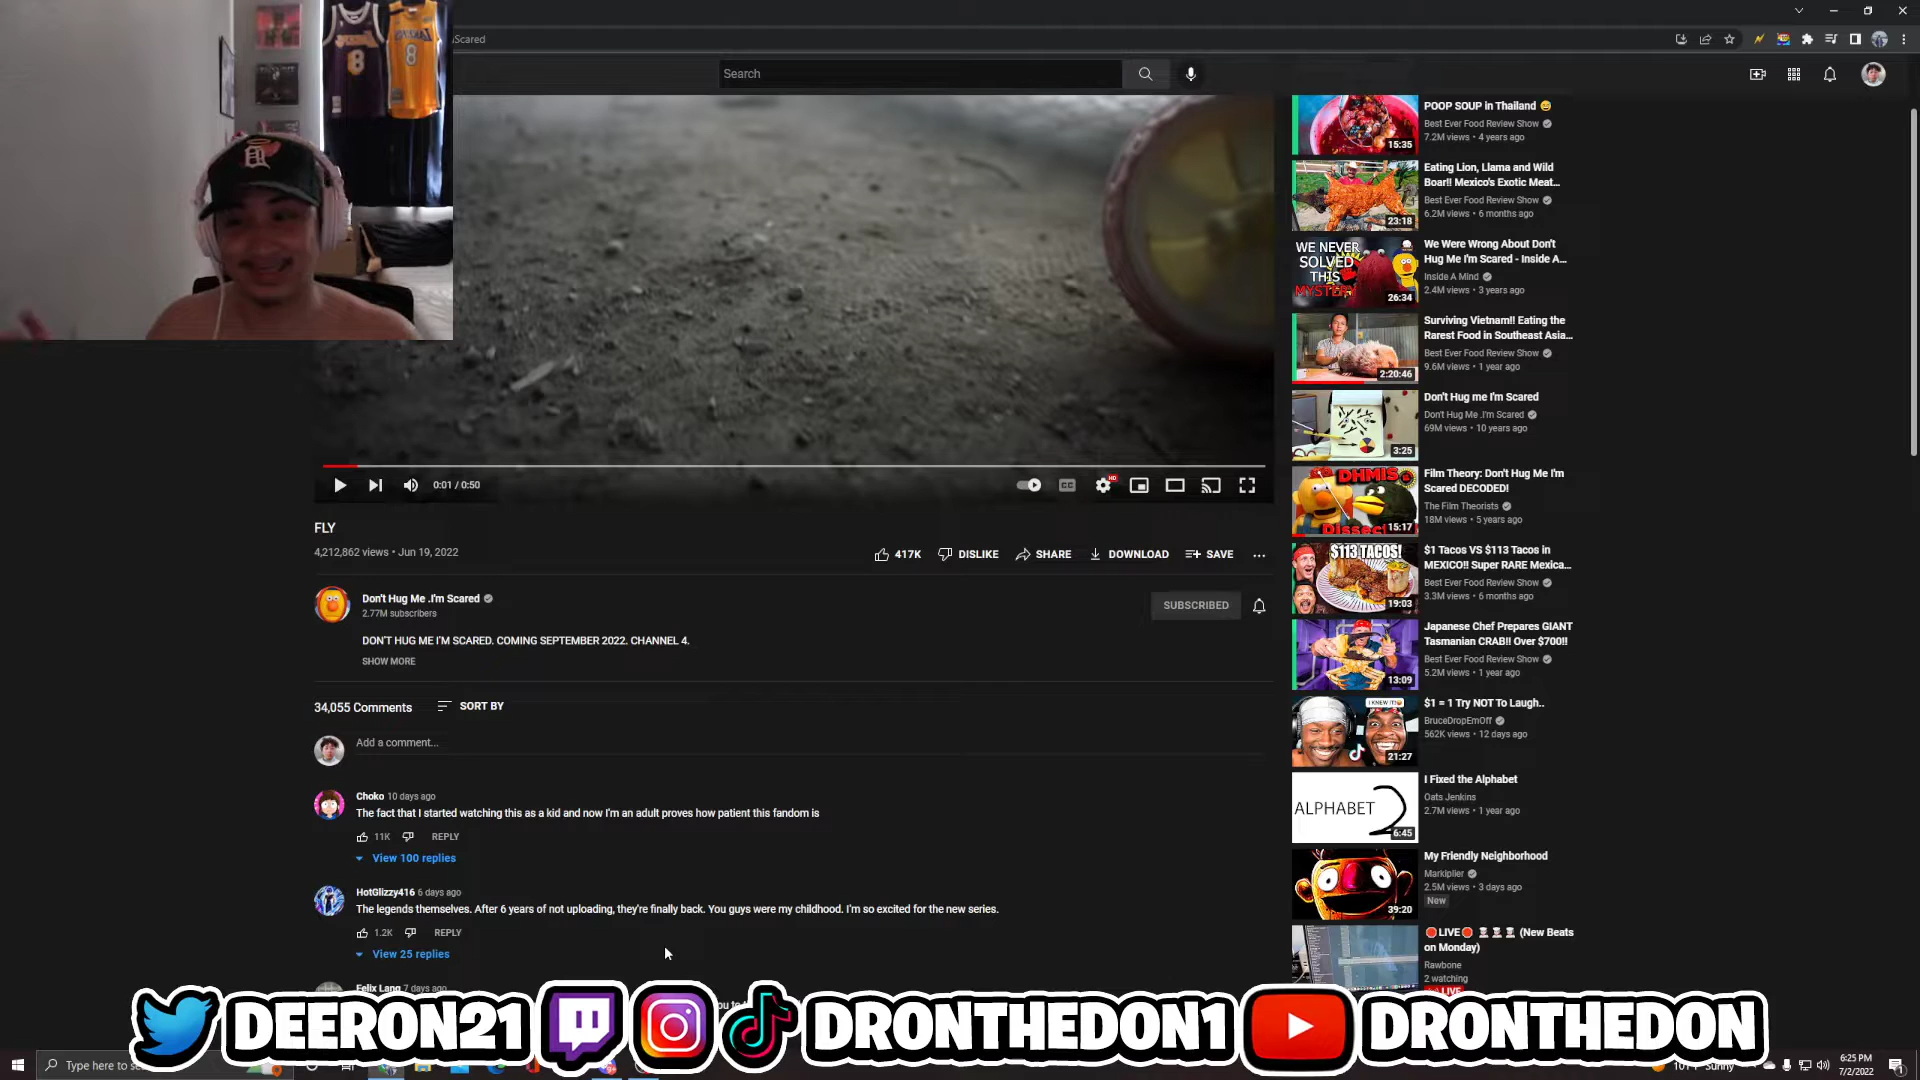 Scared
Search
0:01 / 0:50
CC
HD
FLY
4,212,862 views • Jun 19, 2022
417K
DISLIKE
SHARE
DOWNLOAD
SAVE
Don't Hug Me .I'm Scared
2.77M subscribers
SUBSCRIBED
DON'T HUG ME I'M SCARED. COMING SEPTEMBER 2022. CHANNEL 4.
SHOW MORE
34,055 Comments
SORT BY
Add a comment...
Choko 10 days ago
The fact that I started watching this as a kid and now I'm an adult proves how patient this fandom is
11K
REPLY
View 100 replies
HotGlizzy416 6 days ago
The legends themselves. After 6 years of not uploading, they're finally back. You guys were my childhood. I'm so excited for the new series.
1.2K
REPLY
View 25 replies
Felix Lang 7 days ago
POOP SOUP in Thailand 😅
Best Ever Food Review Show
7.2M views • 4 years ago
15:35
Eating Lion, Llama and Wild
Boar!! Mexico's Exotic Meat...
Best Ever Food Review Show
6.2M views • 6 months ago
23:18
WE NEVER
SOLVED
THIS
MYSTERY
26:34
We Were Wrong About Don't
Hug Me I'm Scared - Inside A...
Inside A Mind
2.4M views • 3 years ago
Surviving Vietnam!! Eating the
Rarest Food in Southeast Asia...
Best Ever Food Review Show
9.6M views • 1 year ago
2:20:46
Don't Hug me I'm Scared
Don't Hug Me .I'm Scared
69M views • 10 years ago
3:25
DHMIS
Dissec
15:17
Film Theory: Don't Hug Me I'm
Scared DECODED!
The Film Theorists
18M views • 5 years ago
$113 TACOS!
19:03
$1 Tacos VS $113 Tacos in
MEXICO!! Super RARE Mexica...
Best Ever Food Review Show
3.3M views • 6 months ago
Japanese Chef Prepares GIANT
Tasmanian CRAB!! Over $700!!
Best Ever Food Review Show
5.2M views • 1 year ago
13:09
I KNEW IT!
21:27
$1 = 1 Try NOT To Laugh..
BruceDropEmOff
562K views • 12 days ago
ALPHABET 2
6:45
I Fixed the Alphabet
Oats Jenkins
2.7M views • 1 year ago
My Friendly Neighborhood
Markiplier
2.5M views • 3 days ago
New
39:20
🔴LIVE🔴 (New Beats
on Monday)
Rawbone
2 watching
LIVE
8
8
D
DEERON21
DRONTHEDON1
DRONTHEDON
Type here to
Sunny
6:25 PM
7/2/2022